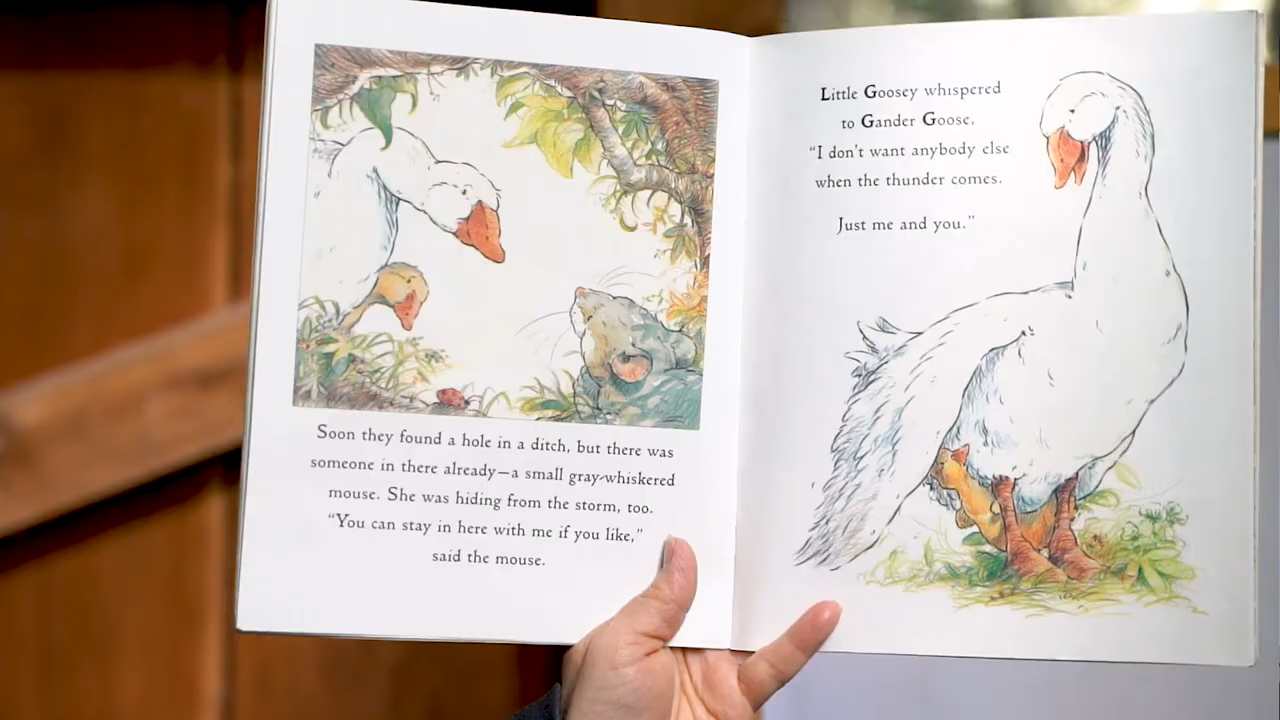 Soon they found a hole in a ditch, but there was
someone in there already—a small gray-whiskered
mouse. She was hiding from the storm, too.
“You can stay in here with me if you like,”
said the mouse.
Little Goosey whispered
to Gander Goose,
“I don't want anybody else
when the thunder comes.
Just me and you.”